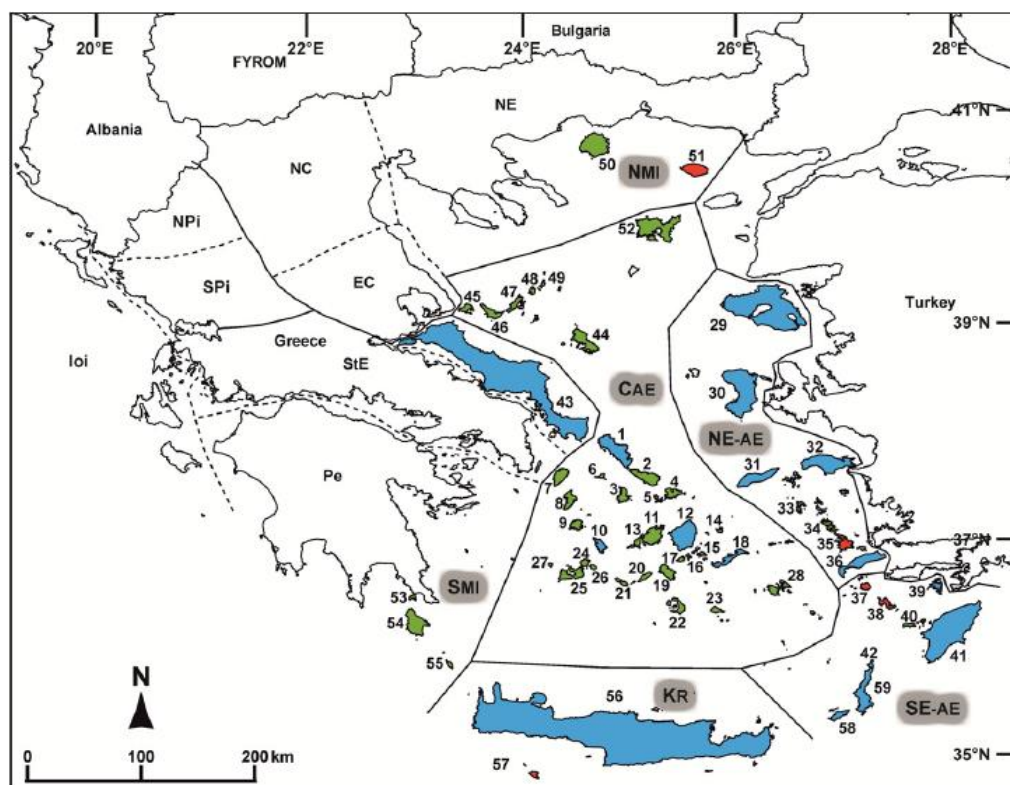 20°E 22°E 24°E 26°E 28°E
Bulgaria
FYROM
NE
41°N
Albania
NC
50
51
NMI
NPi
52
SPi
EC
45 47 48 49
46
29
Turkey
39°N
Greece
44
Ioi
StE
CAE
30
43
NE-AE
1
32
Pe
6 2
31
7
3 5 4
8
33
9 10 11 12 14
34
13
35
37°N
27 24
17 16 15 18
36
SMI
25 26 20
28
39
21 19
37
53
22 23
38 40
54
41
55
42
N
56
KR
59
58
SE-AE
57
35°N
0 100 200 km